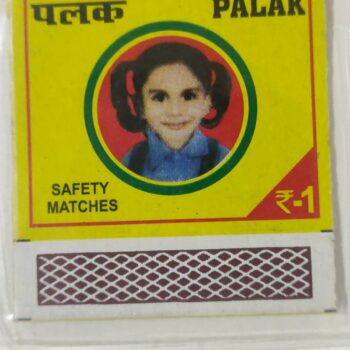 पलक PALAK
SAFETY
MATCHES
₹-1